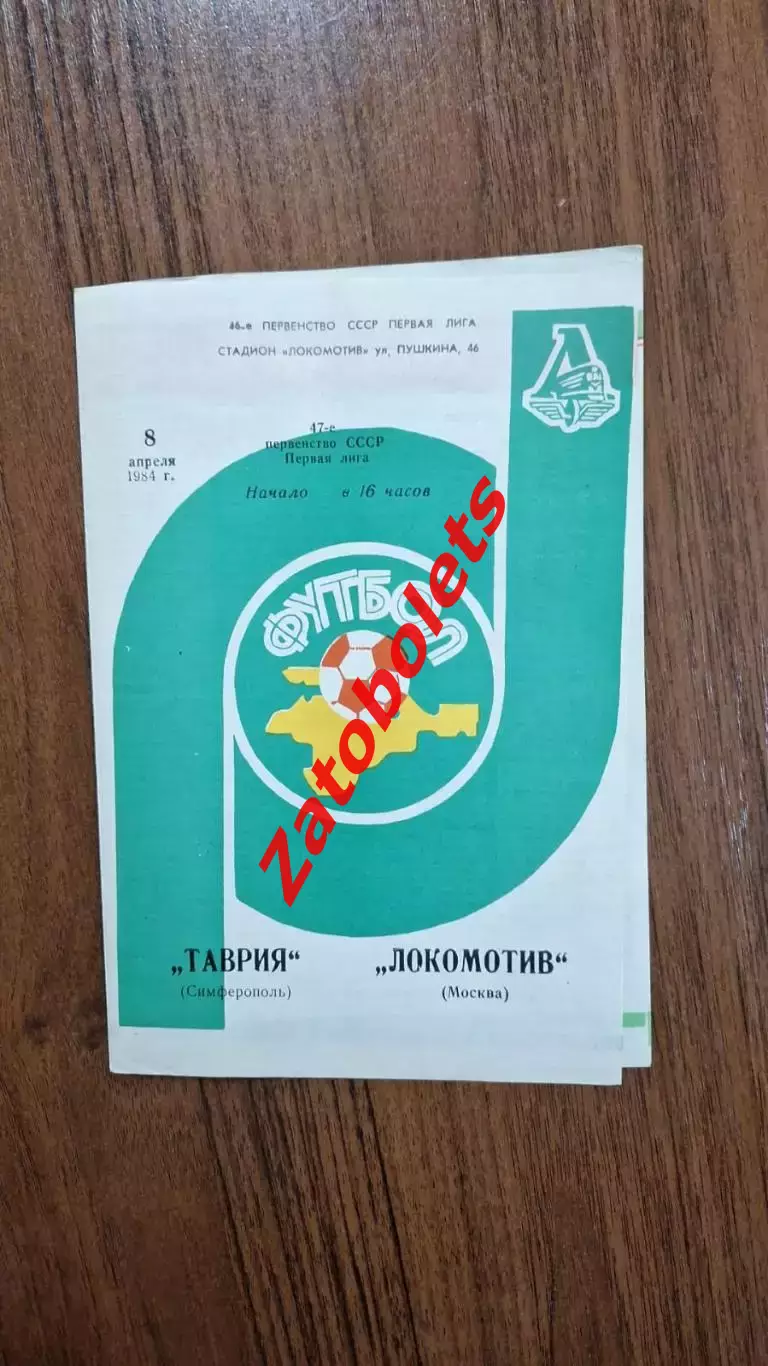 46-е ПЕРВЕНСТВО СССР ПЕРВАЯ ЛИГА
СТАДИОН «ЛОКОМОТИВ» ул. ПУШКИНА, 46
8
апреля
1984 г.
47-е
первенство СССР
Первая лига
Начало в 16 часов
ФУТБОЛ
Zatobolets
„ТАВРИЯ“
(Симферополь)
„ЛОКОМОТИВ“
(Москва)